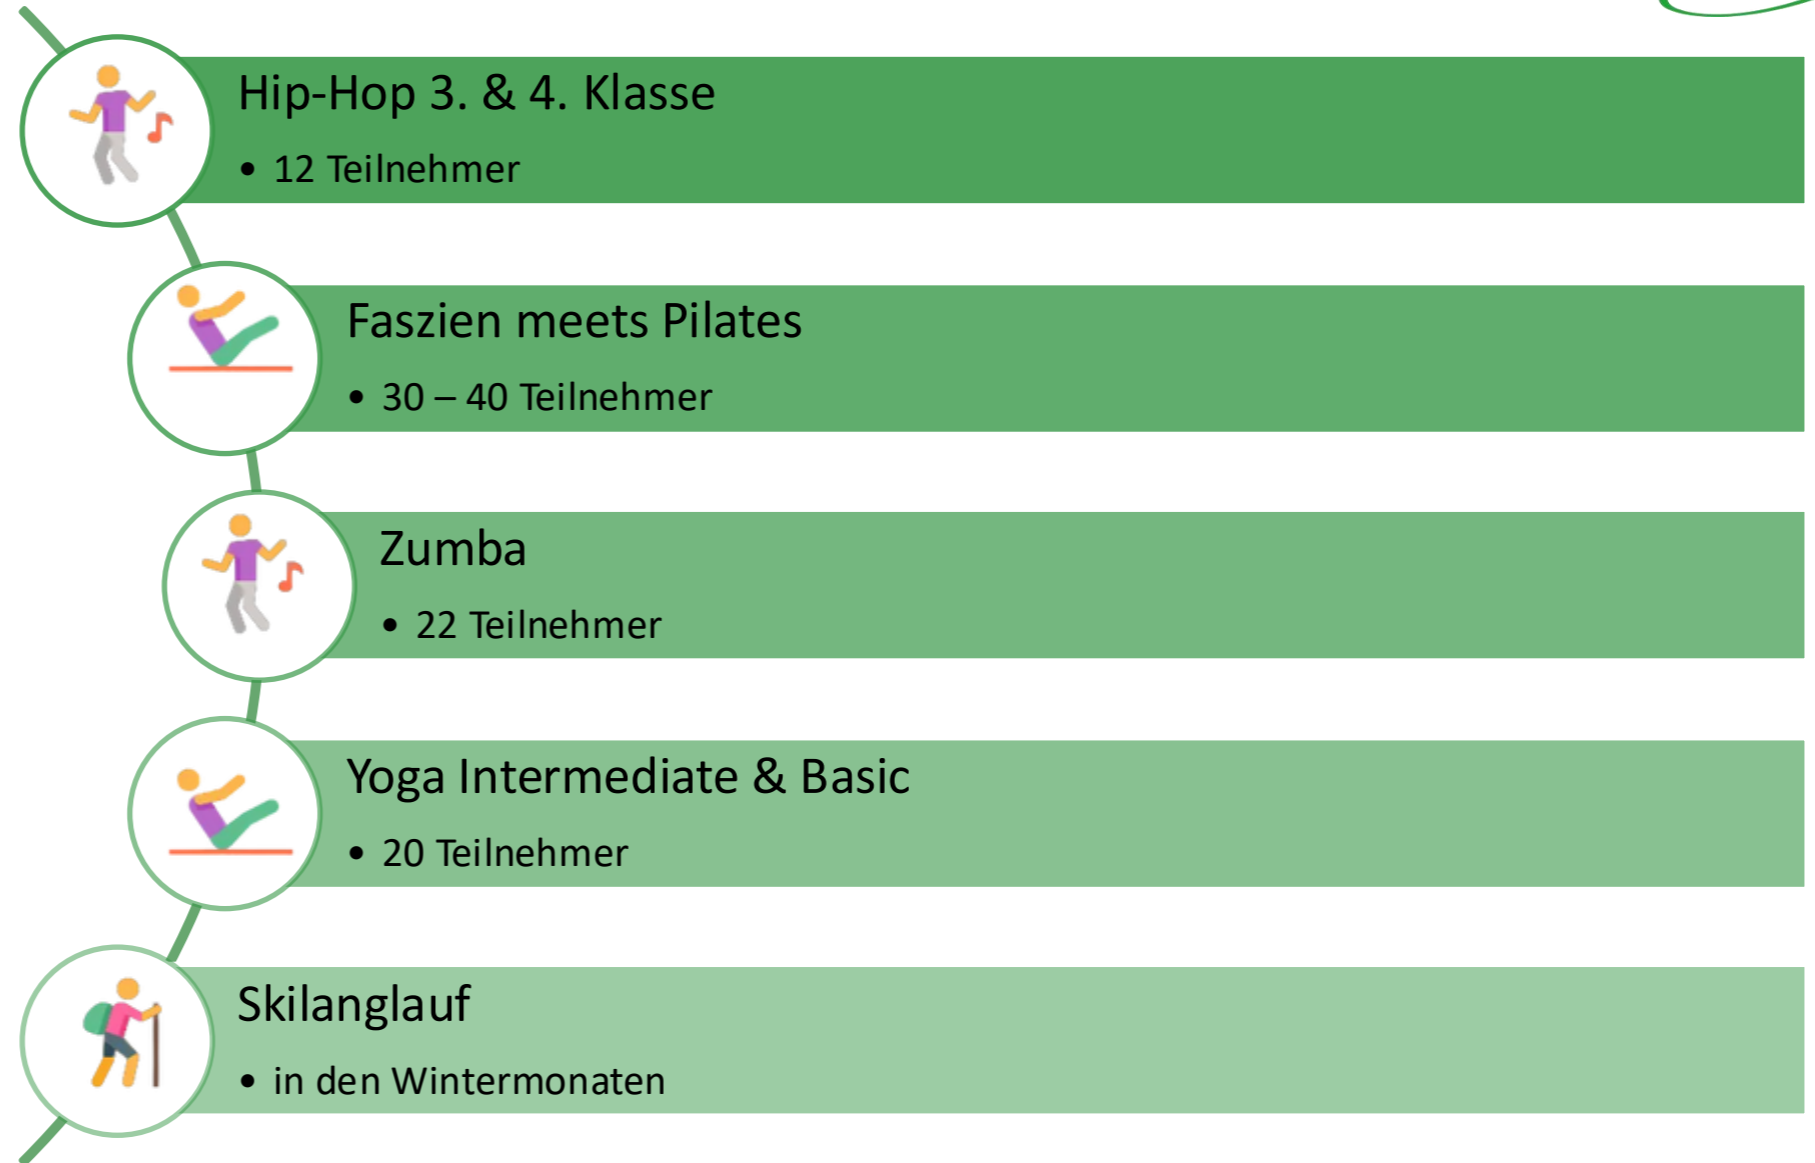 Hip-Hop 3. & 4. Klasse
• 12 Teilnehmer
Faszien meets Pilates
• 30 – 40 Teilnehmer
Zumba
• 22 Teilnehmer
Yoga Intermediate & Basic
• 20 Teilnehmer
Skilanglauf
• in den Wintermonaten